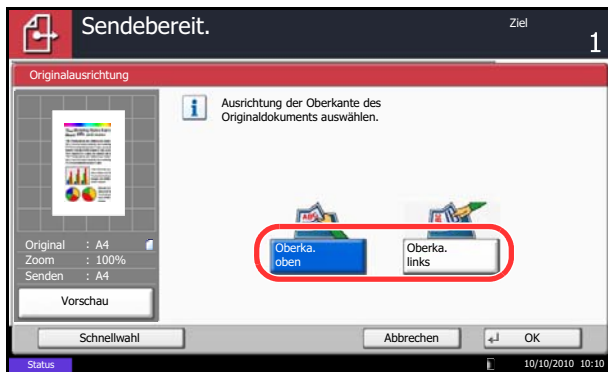 Sendebereit.
Ziel
1
Originalausrichtung
Ausrichtung der Oberkante des
Originaldokuments auswählen.
Original : A4
Zoom : 100%
Senden : A4
Vorschau
Oberka.
oben
Oberka.
links
Schnellwahl
Abbrechen
OK
Status
10/10/2010 10:10